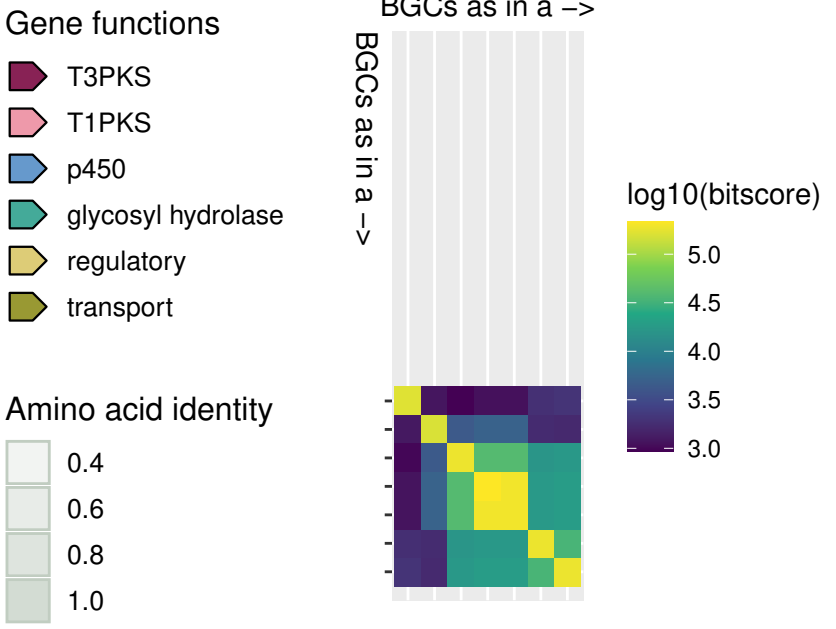 BGCs as in a −>
Gene functions
T3PKS
T1PKS
p450
glycosyl hydrolase
regulatory
transport
BGCs as in a −>
Amino acid identity
0.4
0.6
0.8
1.0
log10(bitscore)
5.0
4.5
4.0
3.5
3.0